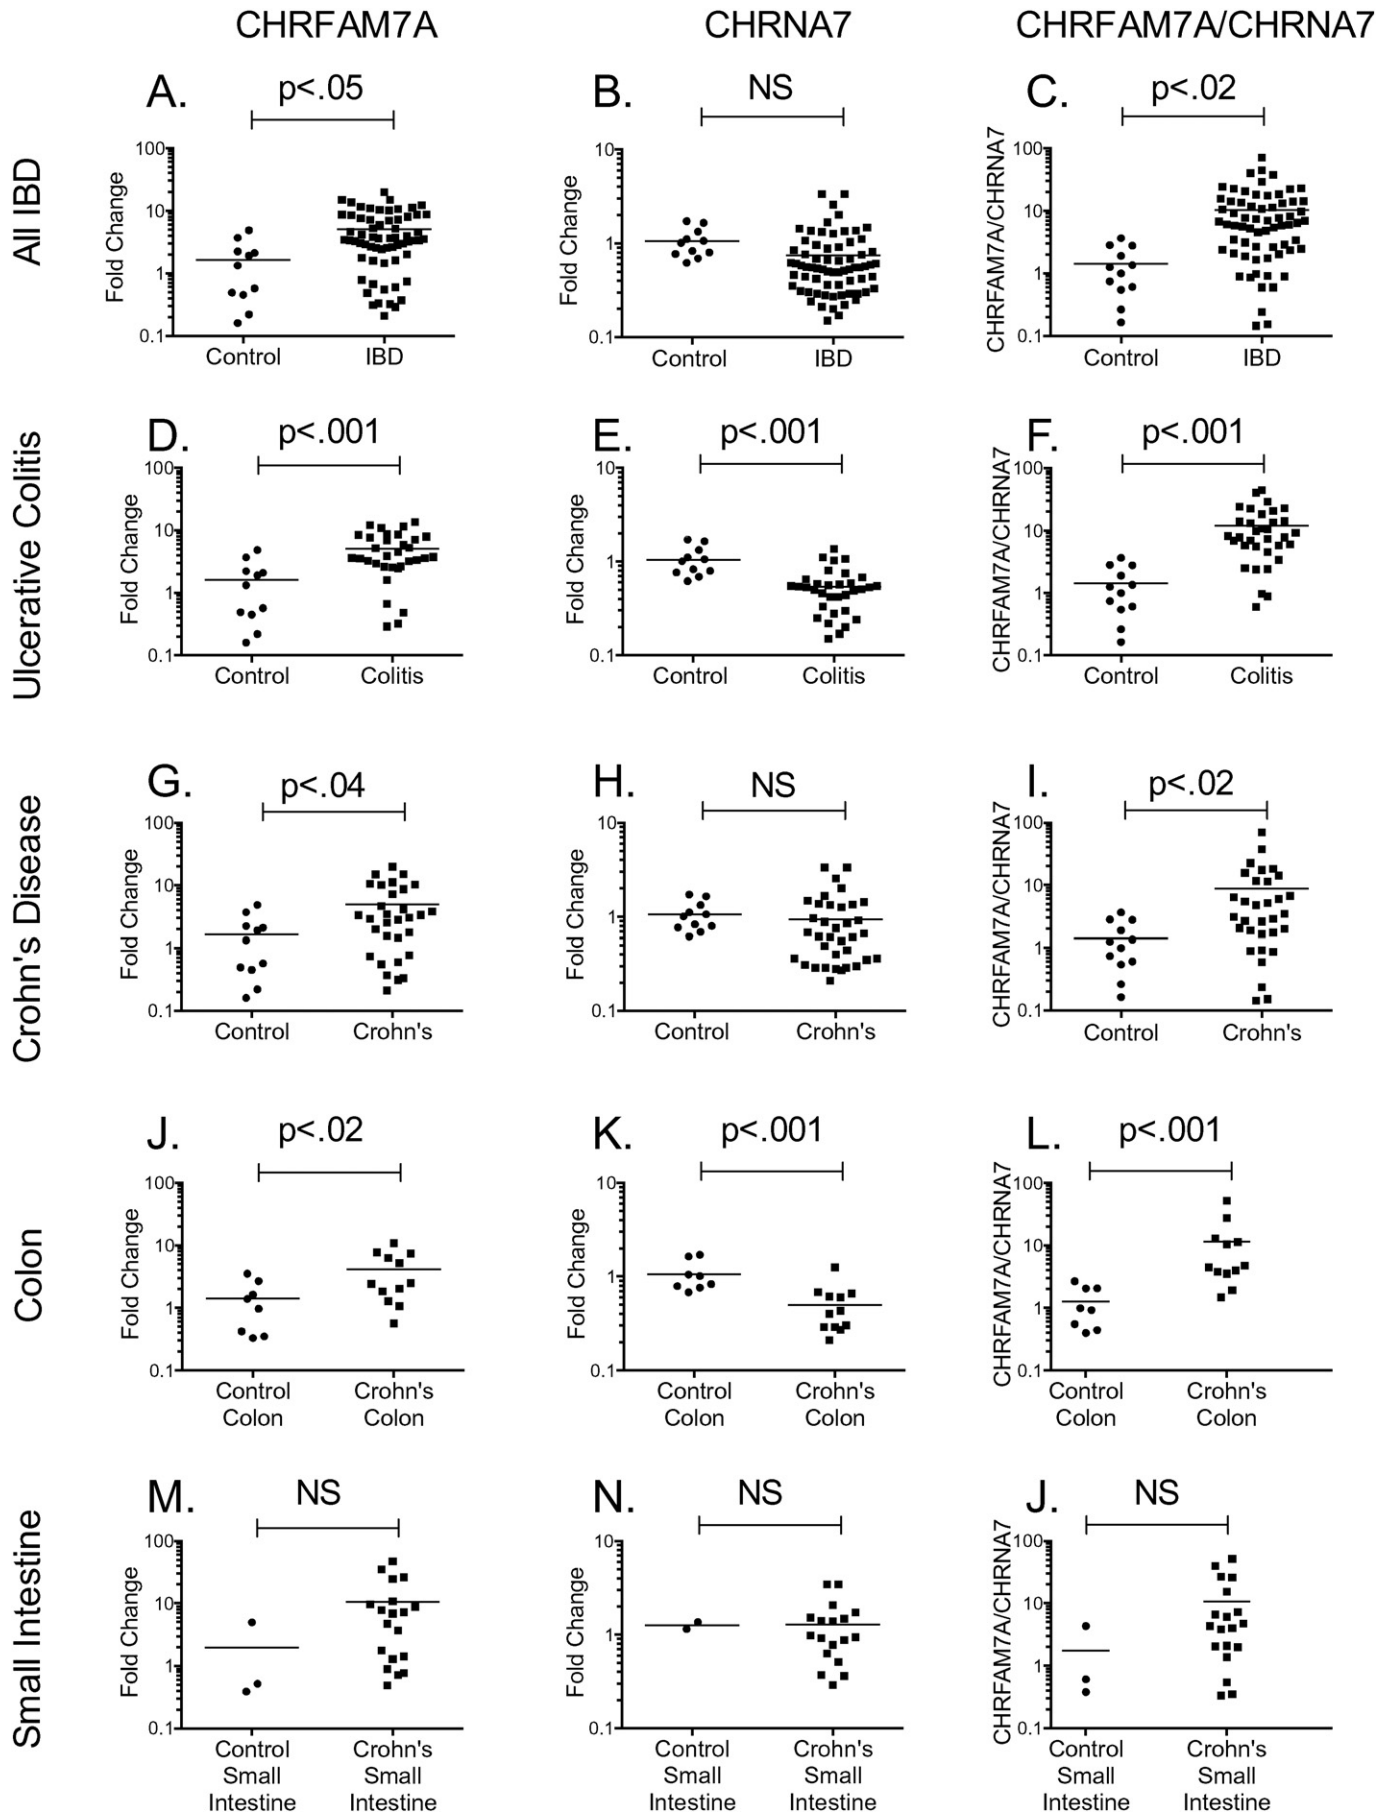 CHRFAM7A
CHRNA7
CHRFAM7A/CHRNA7
All IBD
A.
p<.05
Fold Change
100
10
1
0.1
Control
IBD
B.
NS
Fold Change
10
1
0.1
Control
IBD
C.
p<.02
CHRFAM7A/CHRNA7
100
10
1
0.1
Control
IBD
Ulcerative Colitis
D.
p<.001
Fold Change
100
10
1
0.1
Control
Colitis
E.
p<.001
Fold Change
10
1
0.1
Control
Colitis
F.
p<.001
CHRFAM7A/CHRNA7
100
10
1
0.1
Control
Colitis
Crohn's Disease
G.
p<.04
Fold Change
100
10
1
0.1
Control
Crohn's
H.
NS
Fold Change
10
1
0.1
Control
Crohn's
I.
p<.02
CHRFAM7A/CHRNA7
100
10
1
0.1
Control
Crohn's
Colon
J.
p<.02
Fold Change
100
10
1
0.1
Control
Colon
Crohn's
Colon
K.
p<.001
Fold Change
10
1
0.1
Control
Colon
Crohn's
Colon
L.
p<.001
CHRFAM7A/CHRNA7
100
10
1
0.1
Control
Colon
Crohn's
Colon
Small Intestine
M.
NS
Fold Change
100
10
1
0.1
Control
Small
Intestine
Crohn's
Small
Intestine
N.
NS
Fold Change
10
1
0.1
Control
Small
Intestine
Crohn's
Small
Intestine
J.
NS
CHRFAM7A/CHRNA7
100
10
1
0.1
Control
Small
Intestine
Crohn's
Small
Intestine